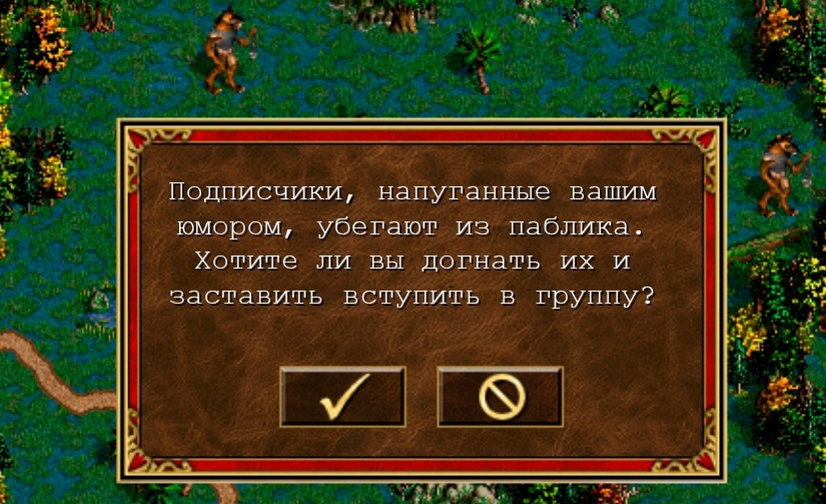 Подписчики, напуганные вашим
юмором, убегают из паблика.
Хотите ли вы догнать их и
заставить вступить в группу?